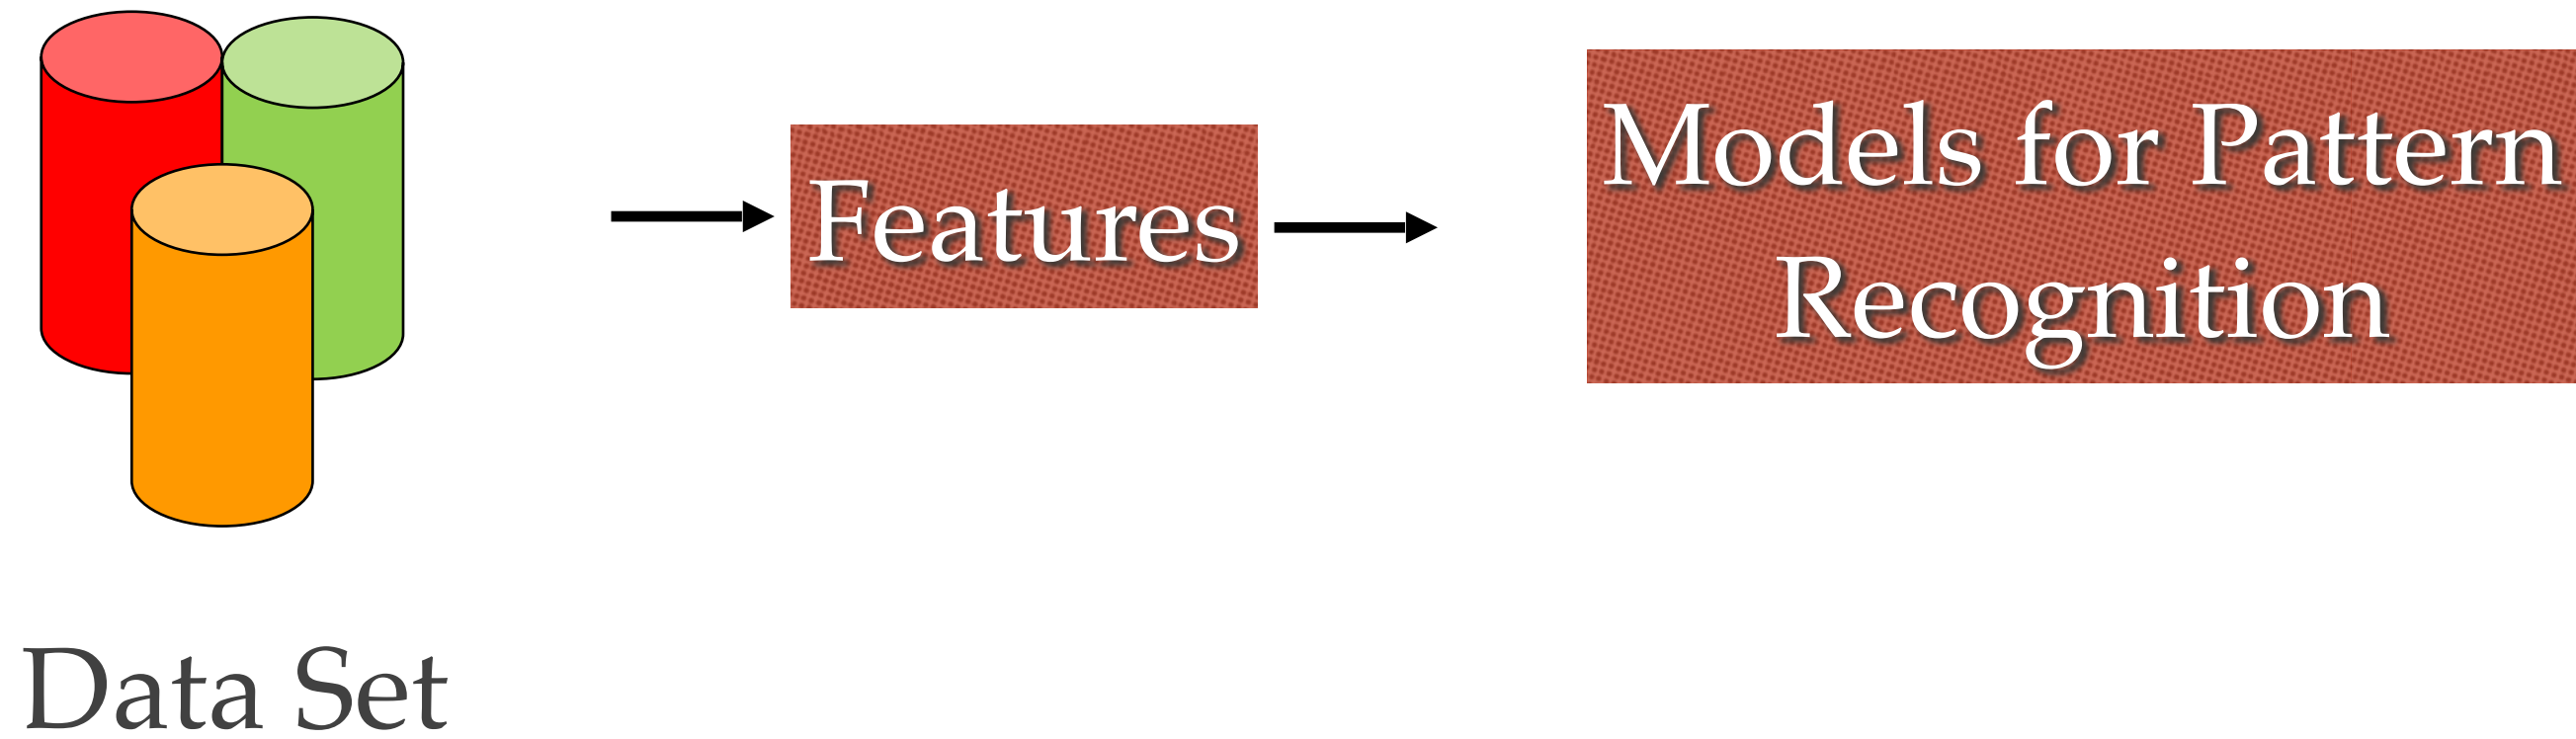 Features
Models for Pattern
Recognition
Data Set